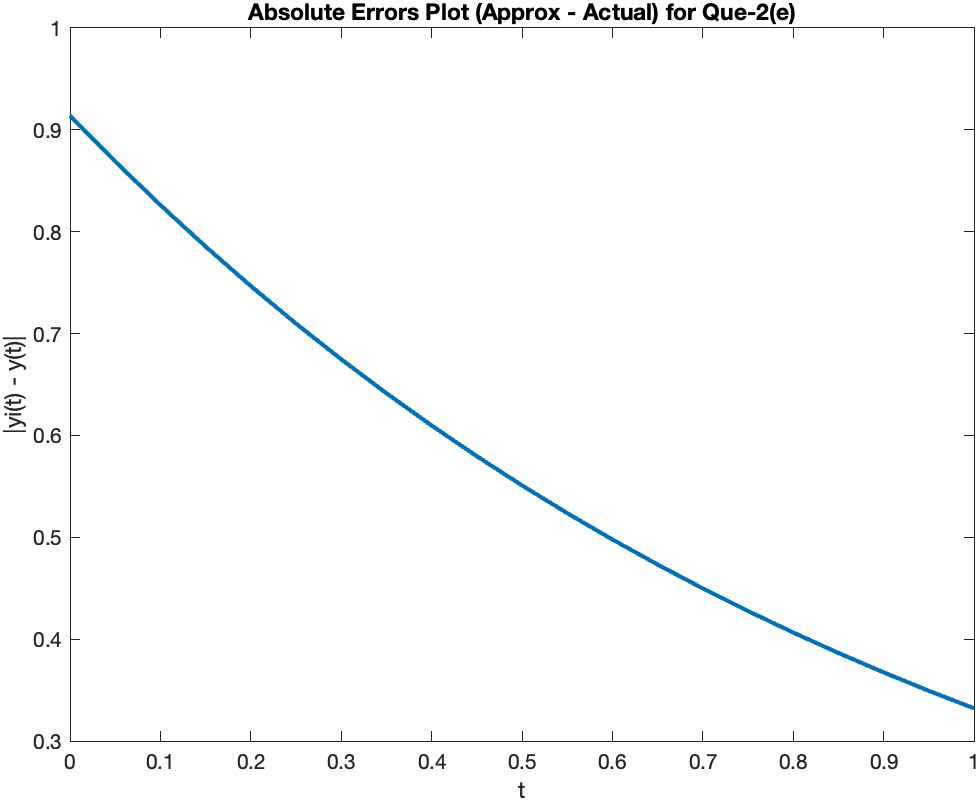 Absolute Errors Plot (Approx - Actual) for Que-2(e)
1
0.9
0.8
0.7
0.6
0.5
0.4
0.3
|yi(t) - y(t)|
0 0.1 0.2 0.3 0.4 0.5 0.6 0.7 0.8 0.9 1
t